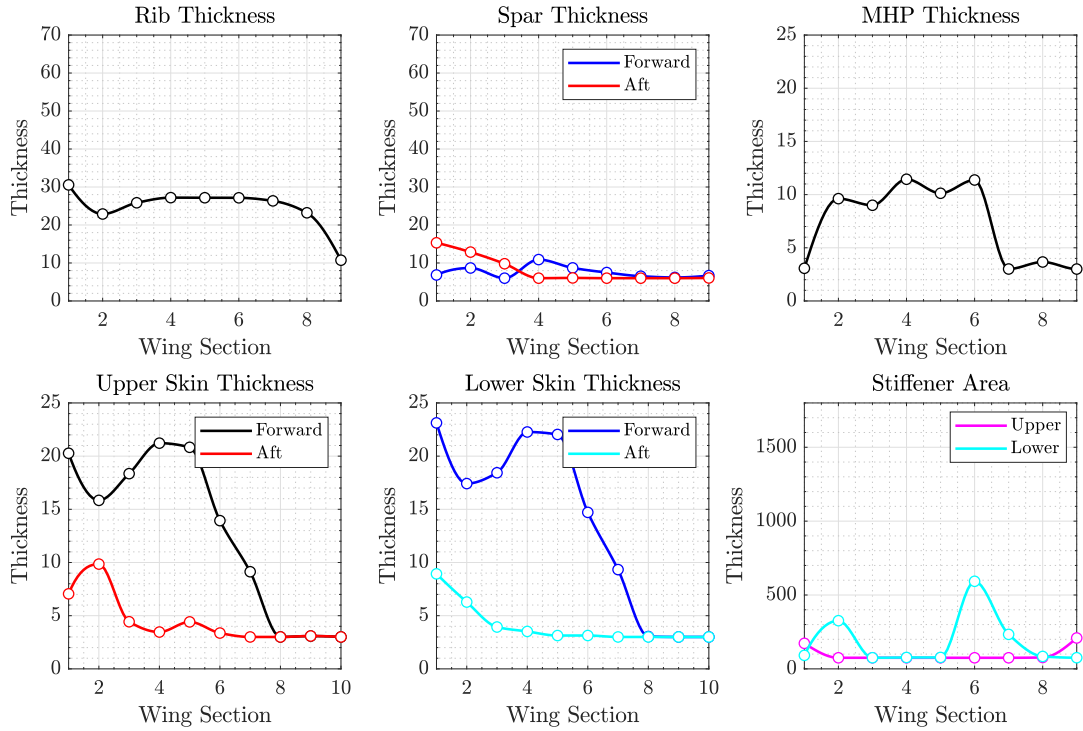 Rib Thickness
70
60
50
40
30
20
10
0
Thickness
2
4
6
8
Wing Section
Spar Thickness
70
60
50
40
30
20
10
0
Thickness
Forward
Aft
2
4
6
8
10
Wing Section
MHP Thickness
25
20
15
10
5
0
Thickness
2
4
6
8
Wing Section
Upper Skin Thickness
25
20
15
10
5
0
Thickness
Forward
Aft
2
4
6
8
10
Wing Section
Lower Skin Thickness
25
20
15
10
5
0
Thickness
Forward
Aft
2
4
6
8
10
Wing Section
Stiffener Area
1500
1000
500
0
Thickness
Upper
Lower
2
4
6
8
Wing Section